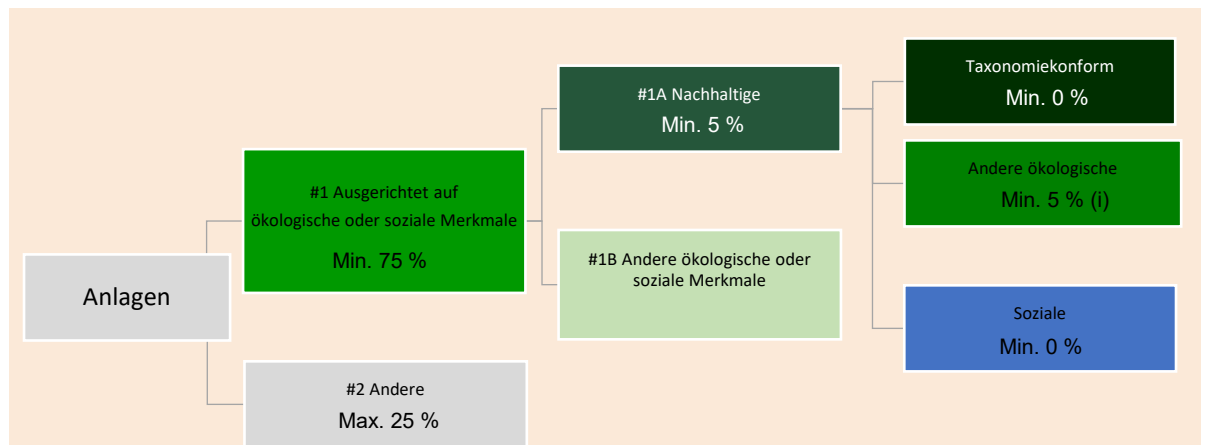 Anlagen
#1 Ausgerichtet auf
ökologische oder soziale Merkmale
Min. 75 %
#2 Andere
Max. 25 %
#1A Nachhaltige
Min. 5 %
#1B Andere ökologische oder
soziale Merkmale
Taxonomiekonform
Min. 0 %
Andere ökologische
Min. 5 % (i)
Soziale
Min. 0 %